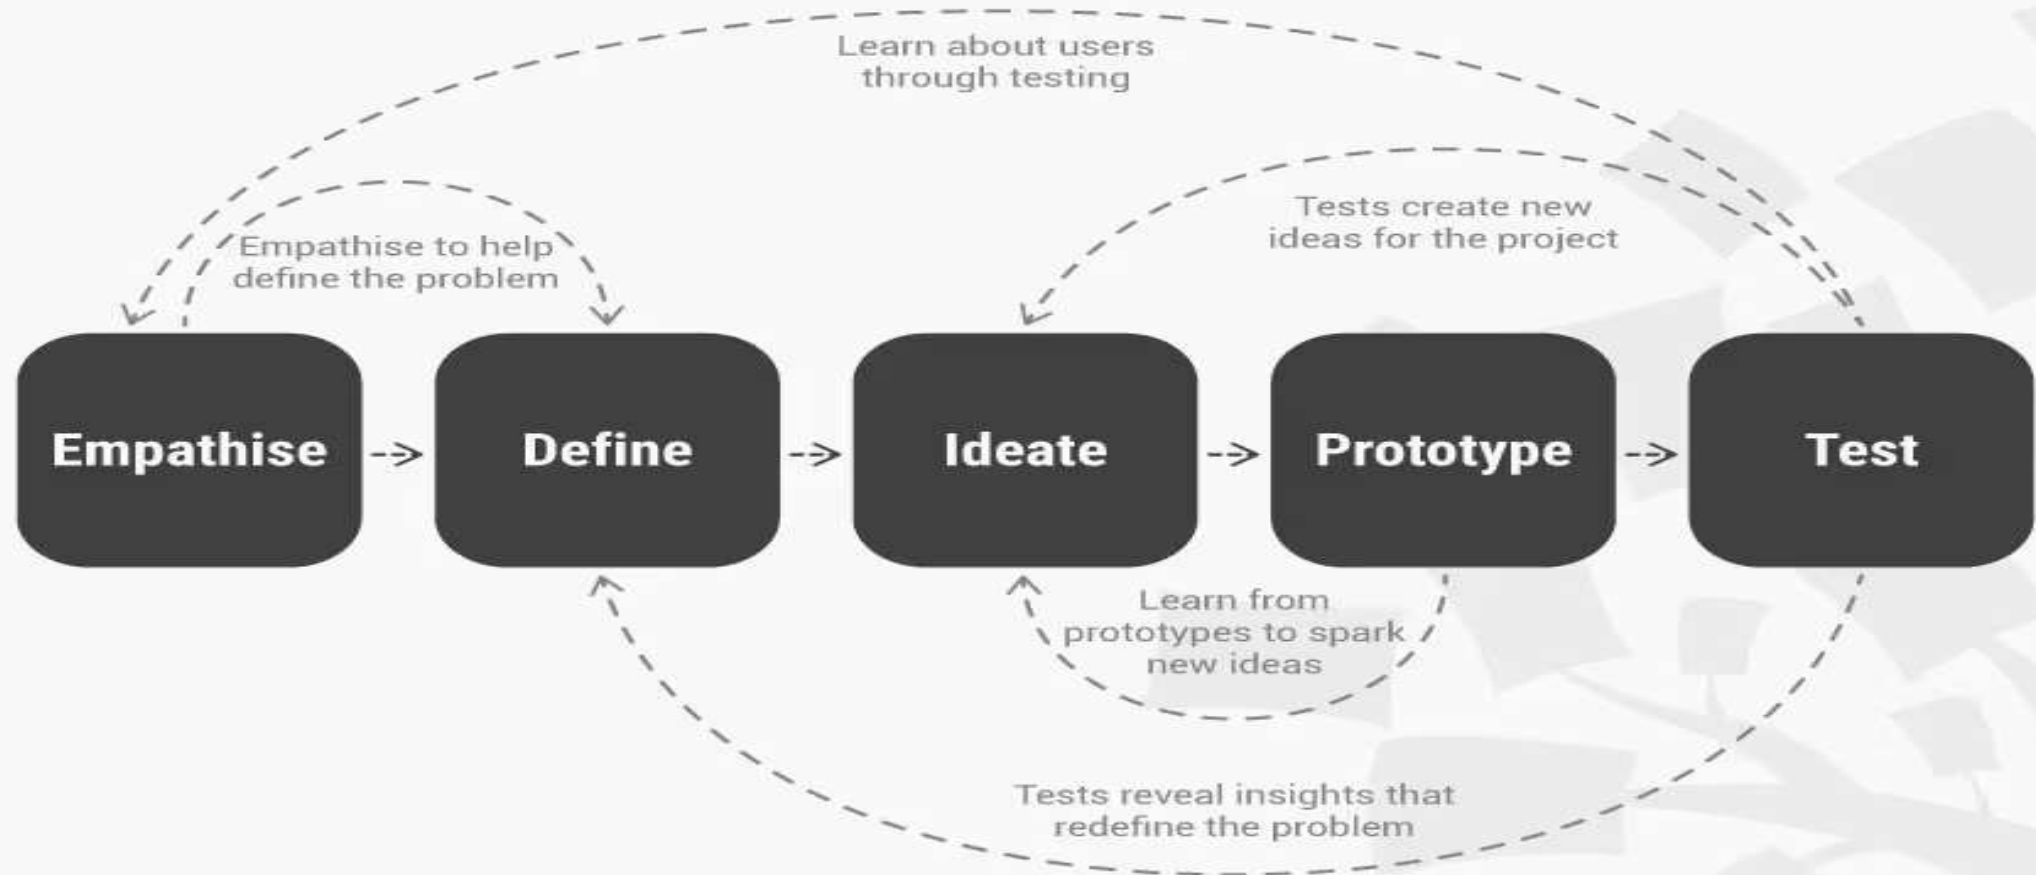 Learn about users
through testing
Tests create new
ideas for the project
Empathise to help
define the problem
Empathise
Define
Ideate
Prototype
Test
Learn from
prototypes to spark
new ideas
Tests reveal insights that
redefine the problem